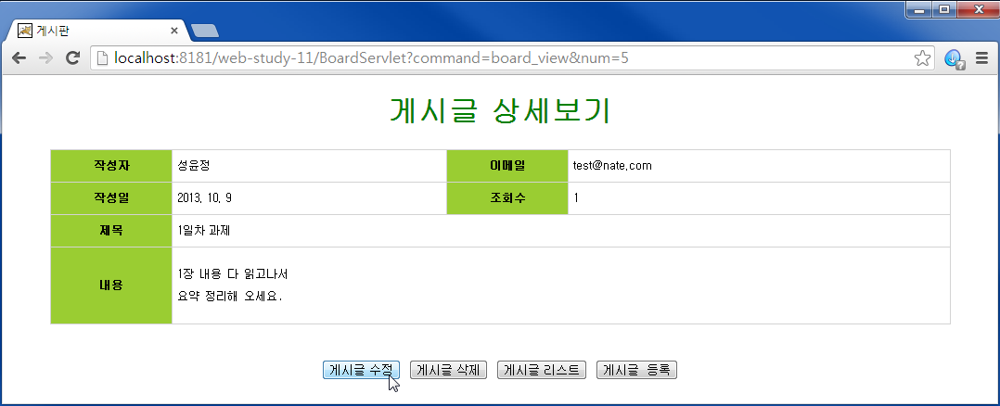 게시판
localhost:8181/web-study-11/BoardServlet?command=board_view&num=5
게시글 상세보기
작성자 성윤정 이메일 test@nate.com
작성일 2013. 10. 9 조회수 1
제목 1일차 과제
내용 1장 내용 다 읽고나서
요약 정리해 오세요.
게시글 수정 게시글 삭제 게시글 리스트 게시글 등록